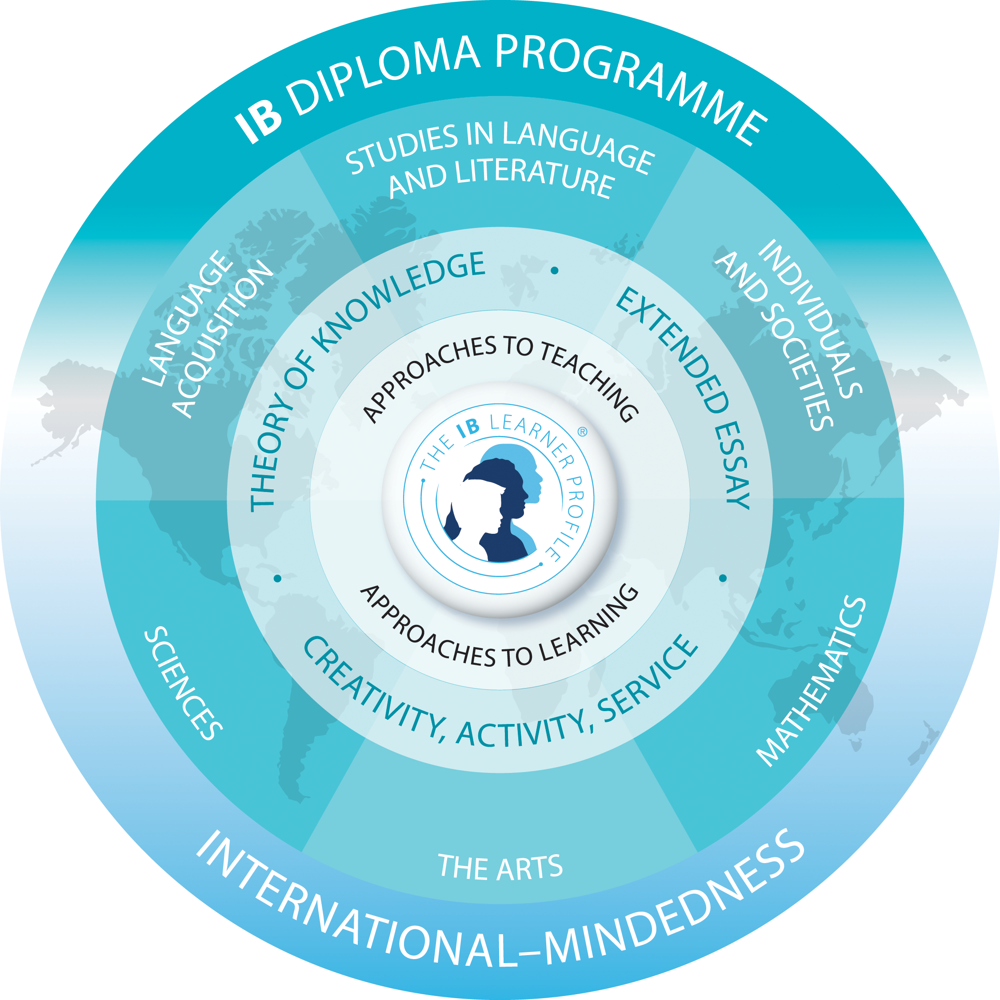 IB DIPLOMA PROGRAMME
STUDIES IN LANGUAGE
AND LITERATURE
LANGUAGE
ACQUISITION
INDIVIDUALS
AND SOCIETIES
THEORY OF KNOWLEDGE
•
EXTENDED ESSAY
•
•
APPROACHES TO TEACHING
THE IB LEARNER PROFILE ®
APPROACHES TO LEARNING
CREATIVITY, ACTIVITY, SERVICE
SCIENCES
MATHEMATICS
THE ARTS
INTERNATIONAL–MINDEDNESS